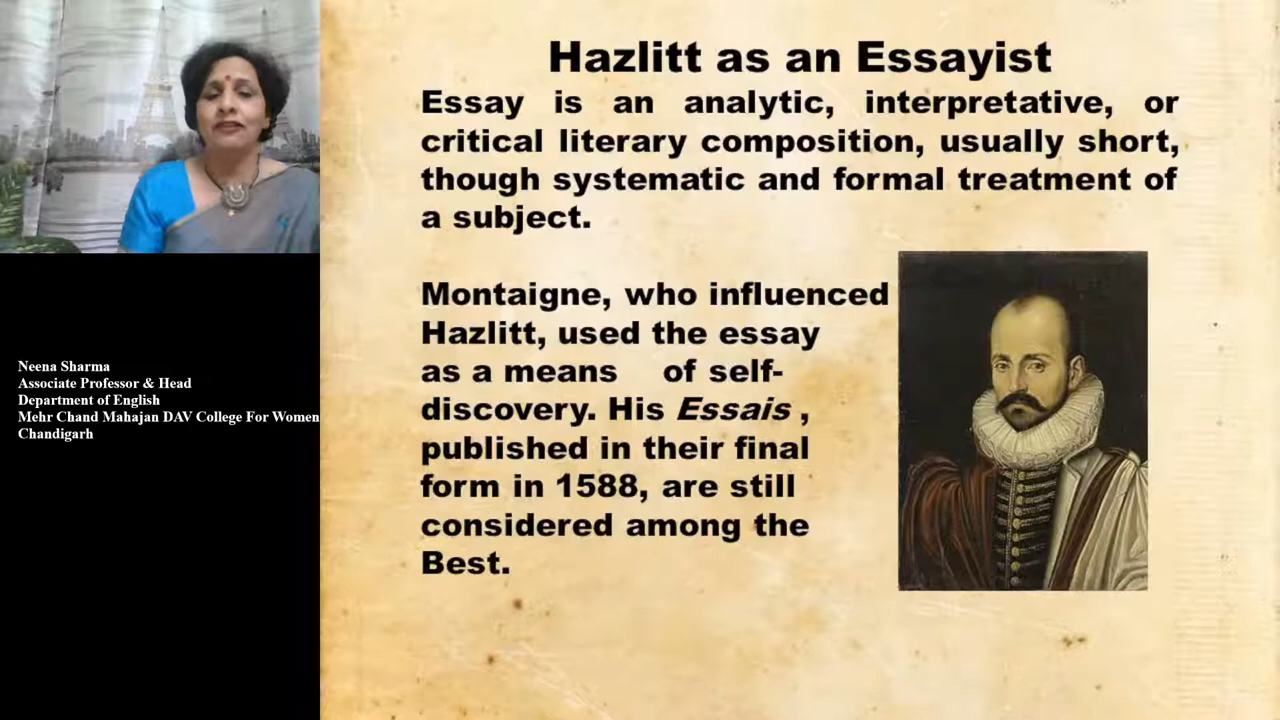 Hazlitt as an Essayist
Essay is an analytic, interpretative, or
critical literary composition, usually short,
though systematic and formal treatment of
a subject.
Montaigne, who influenced
Hazlitt, used the essay
as a means of self-
discovery. His Essais ,
published in their final
form in 1588, are still
considered among the
Best.
Neena Sharma
Associate Professor & Head
Department of English
Mehr Chand Mahajan DAV College For Women
Chandigarh